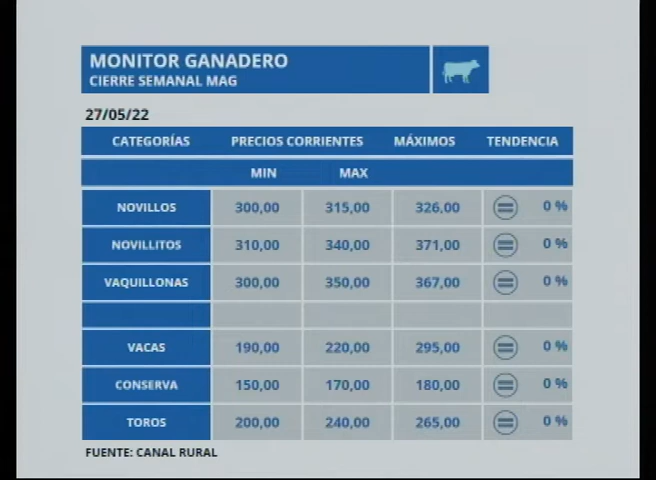 MONITOR GANADERO
CIERRE SEMANAL MAG
27/05/22
CATEGORÍAS PRECIOS CORRIENTES MÁXIMOS TENDENCIA
MIN MAX
NOVILLOS 300,00 315,00 326,00 0 %
NOVILLITOS 310,00 340,00 371,00 0 %
VAQUILLONAS 300,00 350,00 367,00 0 %
VACAS 190,00 220,00 295,00 0 %
CONSERVA 150,00 170,00 180,00 0 %
TOROS 200,00 240,00 265,00 0 %
FUENTE: CANAL RURAL